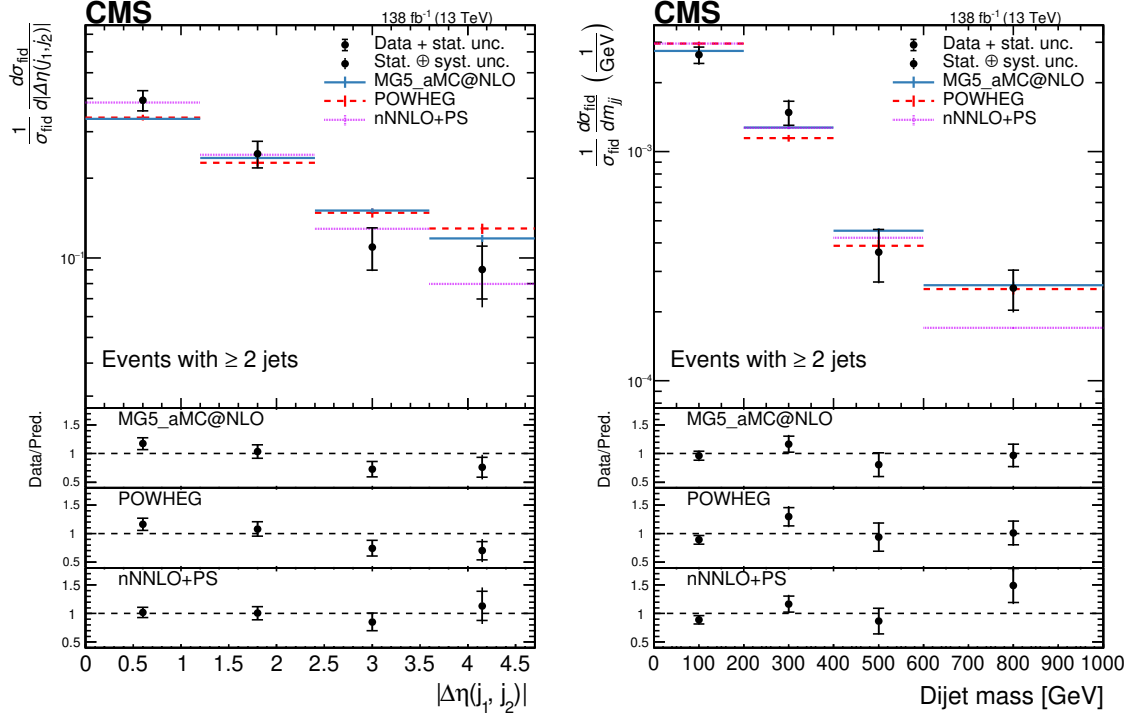 CMS
138 fb⁻¹ (13 TeV)
1/σfid dσfid/d|Δη(j1,j2)|
Data + stat. unc.
Stat. ⊕ syst. unc.
MG5_aMC@NLO
POWHEG
nNNLO+PS
10⁻¹
Events with ≥ 2 jets
Data/Pred.
MG5_aMC@NLO
1.5
1
0.5
POWHEG
1.5
1
0.5
nNNLO+PS
1.5
1
0.5
0 0.5 1 1.5 2 2.5 3 3.5 4 4.5
|Δη(j1, j2)|
CMS
138 fb⁻¹ (13 TeV)
1/σfid dσfid/dmjj (1/GeV)
Data + stat. unc.
Stat. ⊕ syst. unc.
MG5_aMC@NLO
POWHEG
nNNLO+PS
10⁻³
10⁻⁴
Events with ≥ 2 jets
Data/Pred.
MG5_aMC@NLO
1.5
1
0.5
POWHEG
1.5
1
0.5
nNNLO+PS
1.5
1
0.5
0 100 200 300 400 500 600 700 800 900 1000
Dijet mass [GeV]